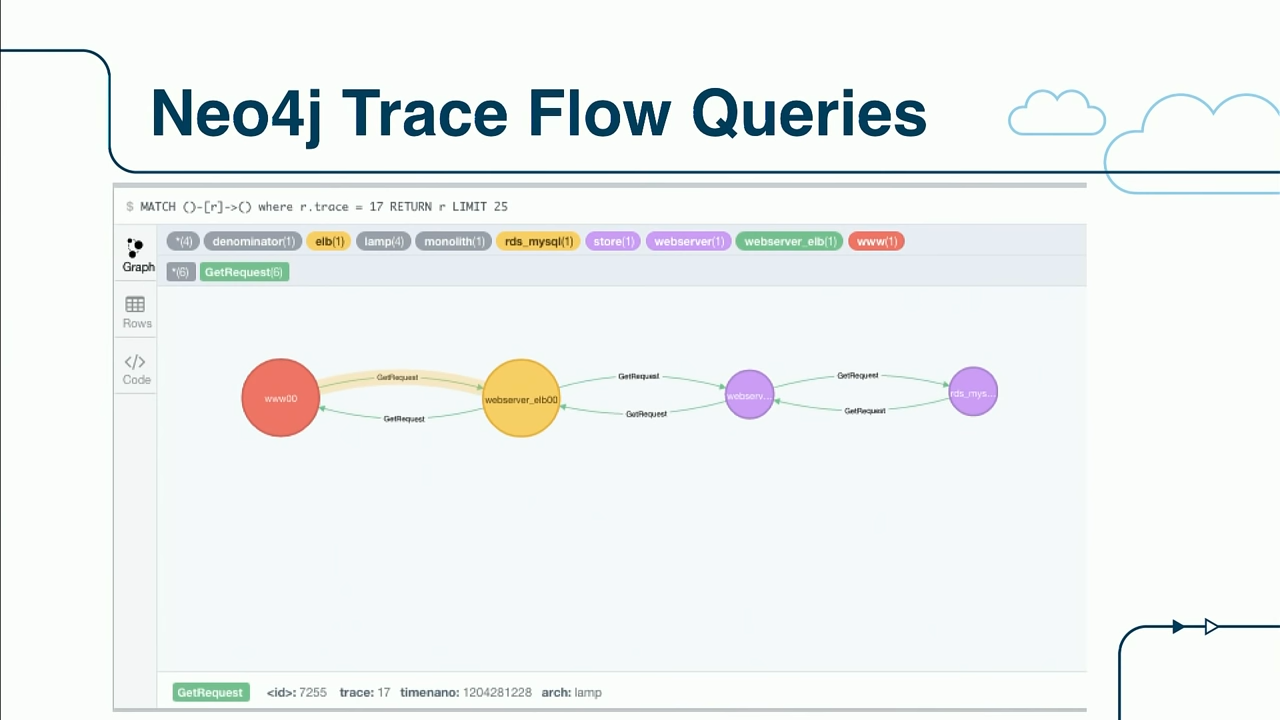 Neo4j Trace Flow Queries
$ MATCH ()-[r]->() where r.trace = 17 RETURN r LIMIT 25
Graph
Rows
Code
*(4) denominator(1) elb(1) lamp(4) monolith(1) rds_mysql(1) store(1) webserver(1) webserver_elb(1) www(1)
*(6) GetRequest(6)
GetRequest GetRequest GetRequest
www00 webserver_elb00 webserv... rds_mys...
GetRequest GetRequest GetRequest
GetRequest <id>: 7255 trace: 17 timenano: 1204281228 arch: lamp